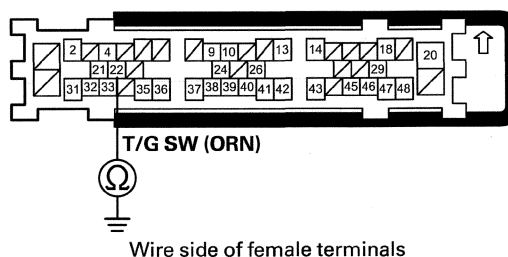 2 4 9 10 13 14 18 20
21 22 24 26 29
31 32 33 35 36 37 38 39 40 41 42 43 45 46 47 48
T/G SW (ORN)
Ω
Wire side of female terminals